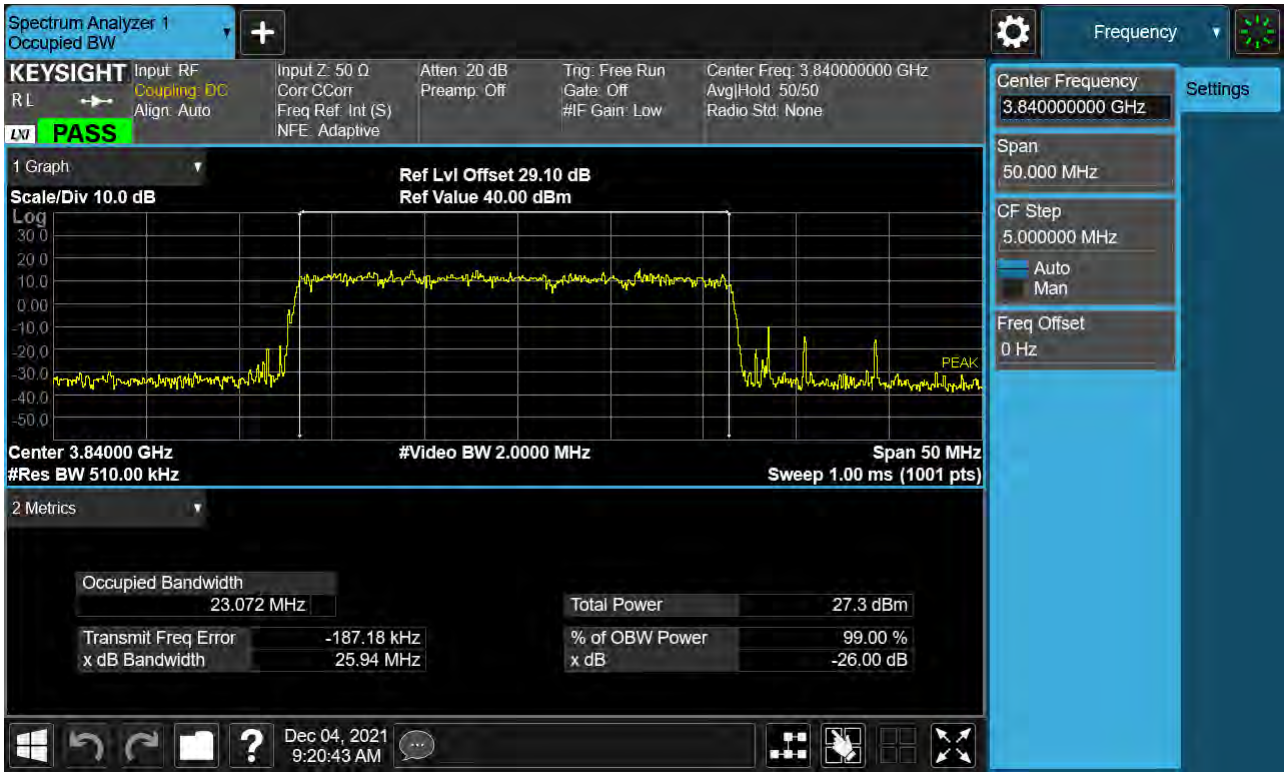 Spectrum Analyzer 1
Occupied BW
Frequency
KEYSIGHT
R L
LXI
PASS
Input: RF
Coupling: DC
Align: Auto
Input Z: 50 Ω
Corr CCorr
Freq Ref: Int (S)
NFE: Adaptive
Atten: 20 dB
Preamp: Off
Trig: Free Run
Gate: Off
#IF Gain: Low
Center Freq: 3.840000000 GHz
Avg|Hold: 50/50
Radio Std: None
Center Frequency
3.840000000 GHz
Settings
Span
50.000 MHz
CF Step
5.000000 MHz
Auto
Man
Freq Offset
0 Hz
1 Graph
Scale/Div 10.0 dB
Ref Lvl Offset 29.10 dB
Ref Value 40.00 dBm
Log
30.0
20.0
10.0
0.00
-10.0
-20.0
-30.0
-40.0
-50.0
PEAK
Center 3.84000 GHz
#Video BW 2.0000 MHz
Span 50 MHz
#Res BW 510.00 kHz
Sweep 1.00 ms (1001 pts)
2 Metrics
Occupied Bandwidth
23.072 MHz
Total Power 27.3 dBm
Transmit Freq Error -187.18 kHz
% of OBW Power 99.00 %
x dB Bandwidth 25.94 MHz
x dB -26.00 dB
?
Dec 04, 2021
9:20:43 AM